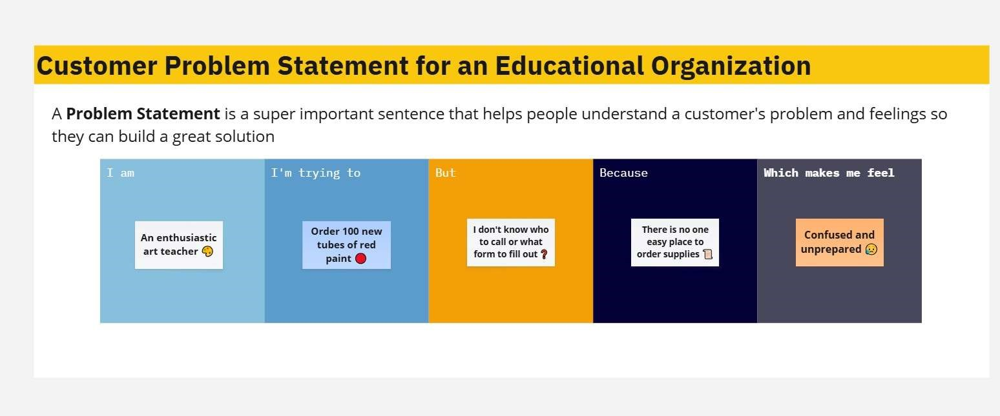 Customer Problem Statement for an Educational Organization
A Problem Statement is a super important sentence that helps people understand a customer's problem and feelings so
they can build a great solution
I am
An enthusiastic
art teacher 🎨
I'm trying to
Order 100 new
tubes of red
paint 🔴
But
I don't know who
to call or what
form to fill out ❓
Because
There is no one
easy place to
order supplies 📜
Which makes me feel
Confused and
unprepared 😥